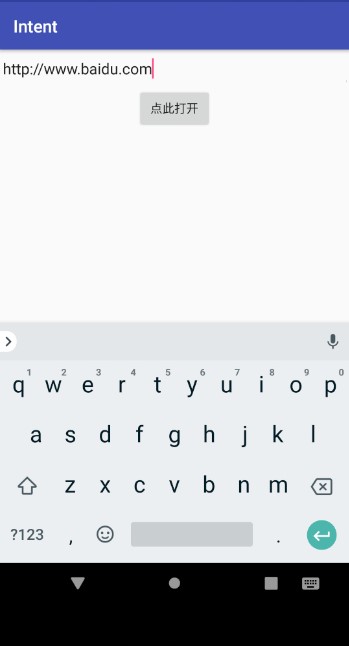 Intent
http://www.baidu.com
点此打开
1 2 3 4 5 6 7 8 9 0
q w e r t y u i o p
a s d f g h j k l
z x c v b n m
?123 , .